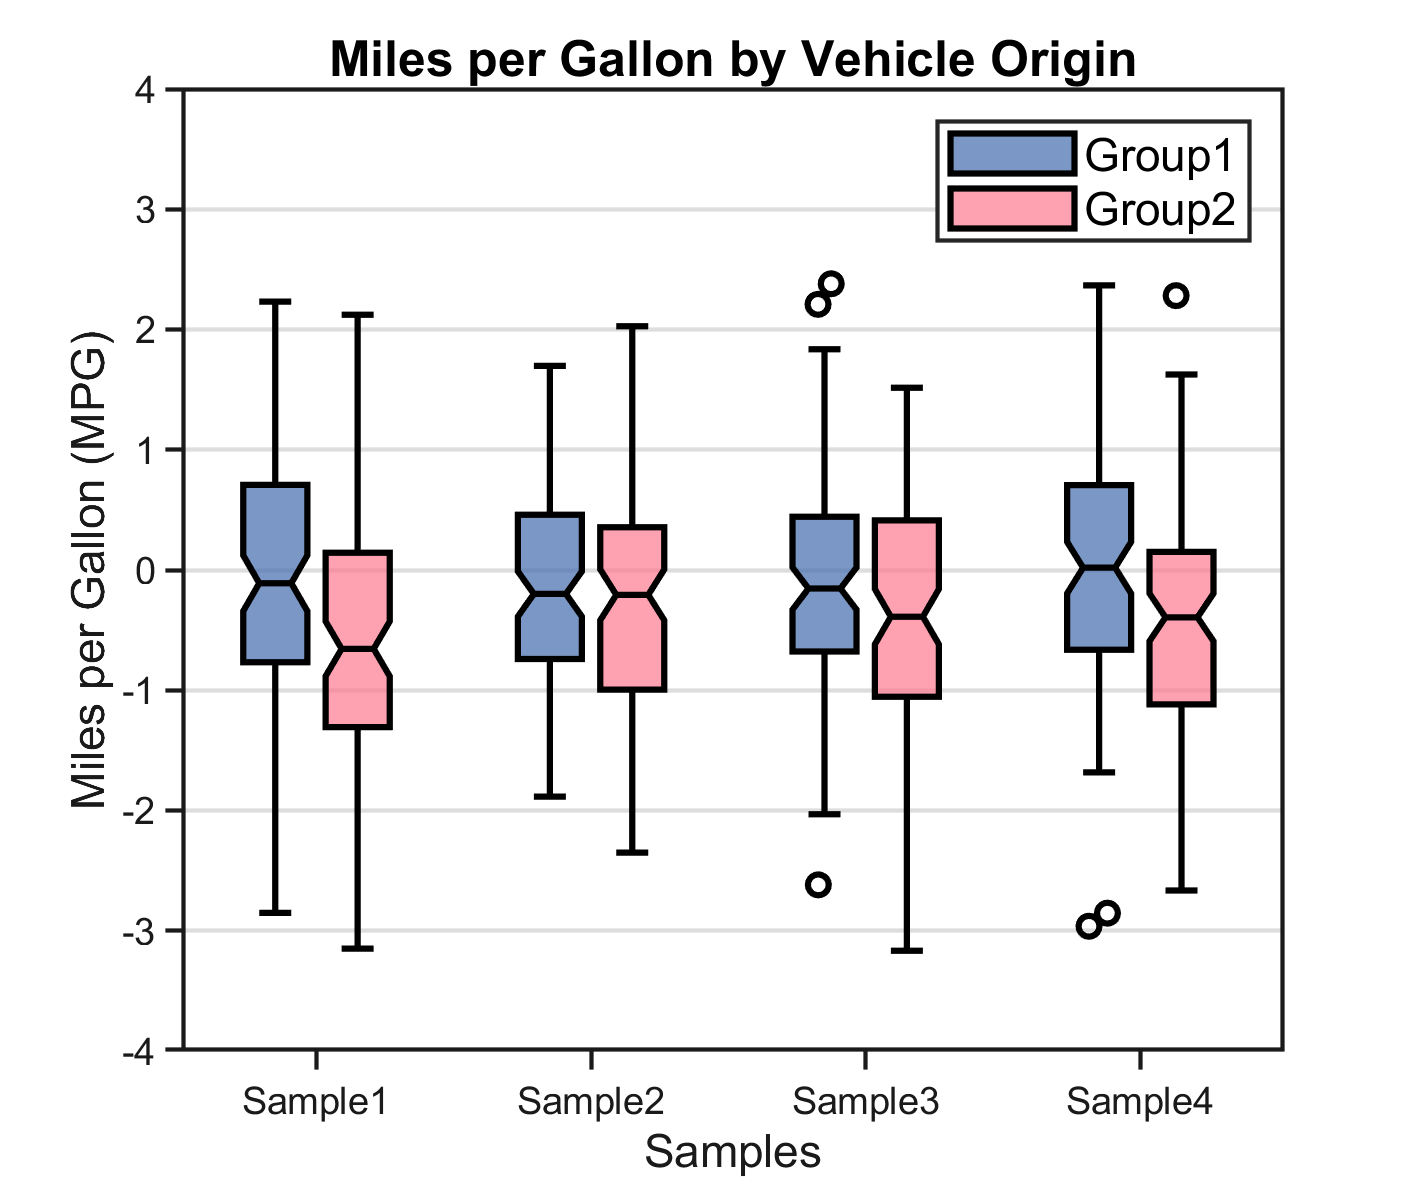 Miles per Gallon by Vehicle Origin
Group1
Group2
Miles per Gallon (MPG)
4
3
2
1
0
-1
-2
-3
-4
Sample1
Sample2
Sample3
Sample4
Samples